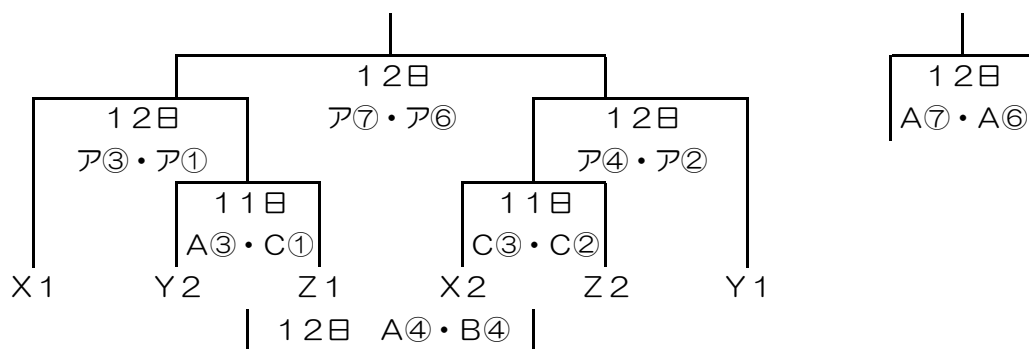 12日
ア⑦・ア⑥
12日
A⑦・A⑥
12日
ア③・ア①
12日
ア④・ア②
11日
A③・C①
11日
C③・C②
X1 Y2 Z1 X2 Z2 Y1
12日 A④・B④